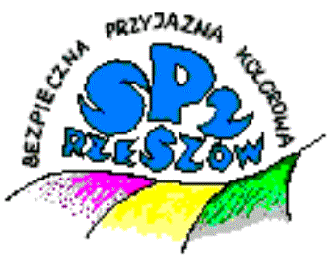 BEZPIECZNA PRZYJAZNA KOLOROWA
SP2
RZESZÓW